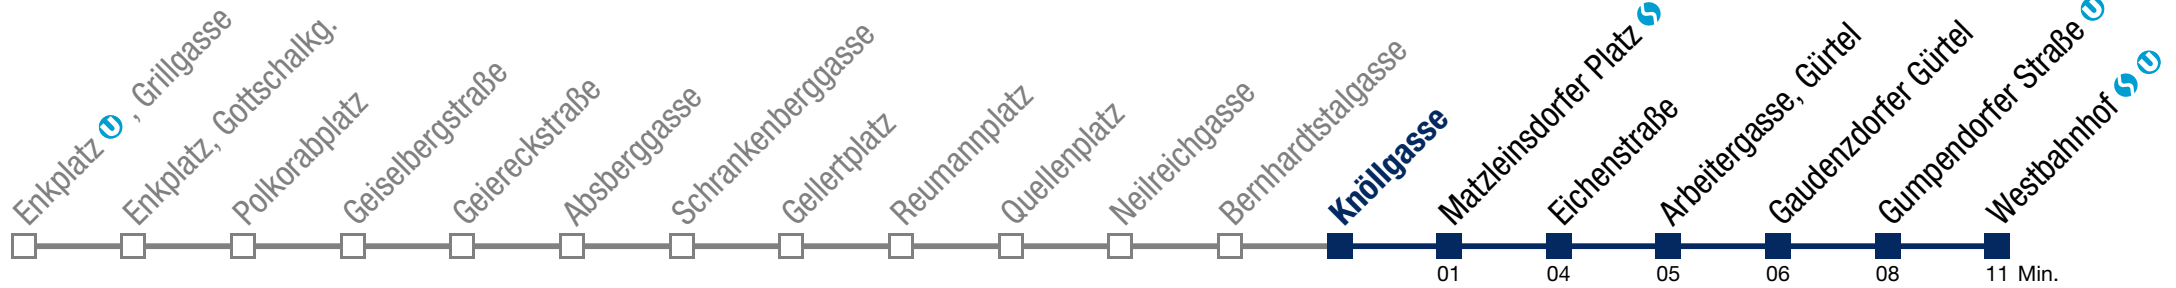 Enkplatz U , Grillgasse
Enkplatz, Gottschalkg.
Polkorabplatz
Geiselbergstraße
Geiereckstraße
Absberggasse
Schrankenberggasse
Gellertplatz
Reumannplatz
Quellenplatz
Neilreichgasse
Bernhardtstalgasse
Knöllgasse
Matzleinsdorfer Platz S
Eichenstraße
Arbeitergasse, Gürtel
Gaudenzdorfer Gürtel
Gumpendorfer Straße U
Westbahnhof S U
01 04 05 06 08 11 Min.